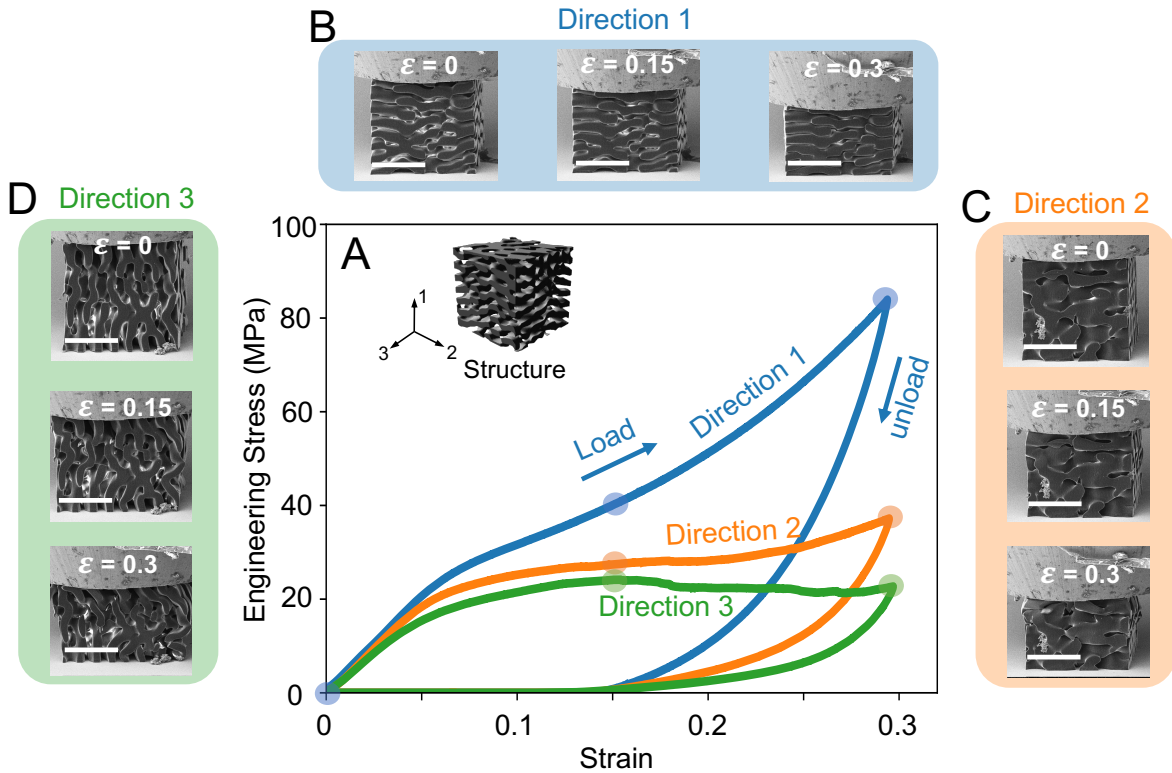 B
Direction 1
ε = 0
ε = 0.15
ε = 0.3
D
Direction 3
ε = 0
ε = 0.15
ε = 0.3
C
Direction 2
ε = 0
ε = 0.15
ε = 0.3
A
1
3
2
Structure
Load
Direction 1
unload
Direction 2
Direction 3
Engineering Stress (MPa)
100
80
60
40
20
0
0
0.1
0.2
0.3
Strain